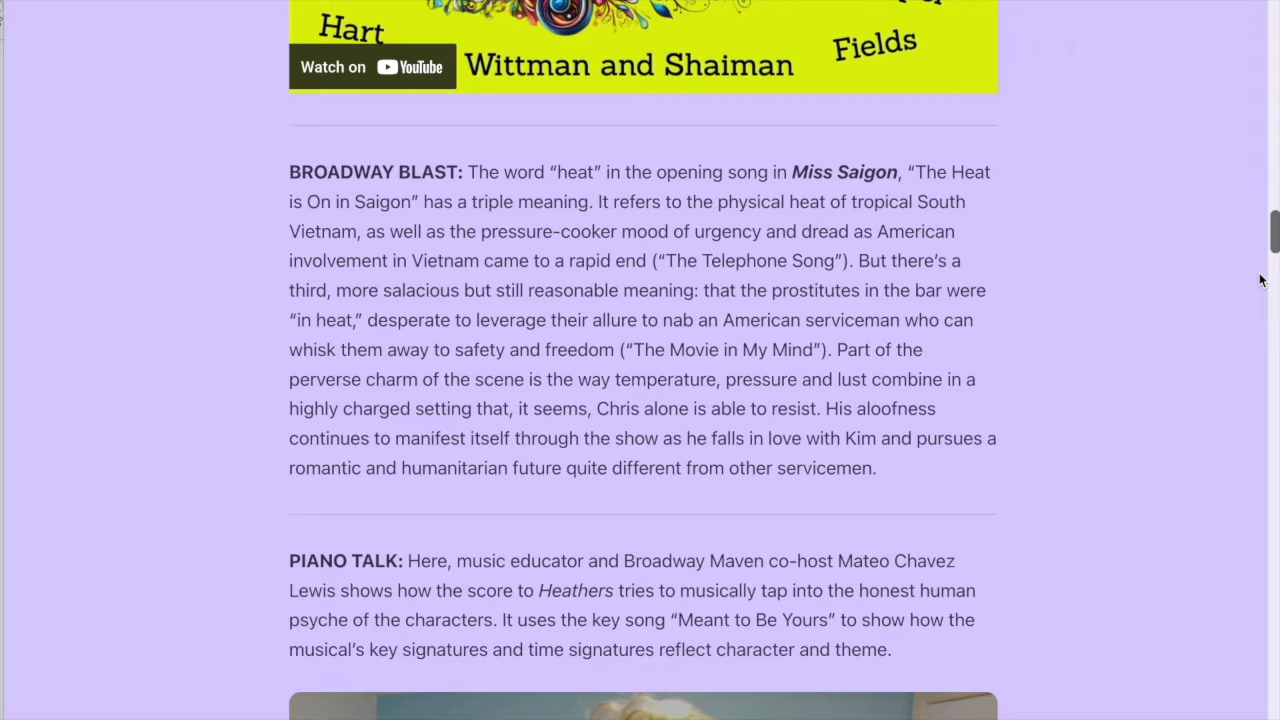 Hart
Fields
Watch on YouTube
Wittman and Shaiman
BROADWAY BLAST: The word “heat” in the opening song in Miss Saigon, “The Heat
is On in Saigon” has a triple meaning. It refers to the physical heat of tropical South
Vietnam, as well as the pressure-cooker mood of urgency and dread as American
involvement in Vietnam came to a rapid end (“The Telephone Song”). But there’s a
third, more salacious but still reasonable meaning: that the prostitutes in the bar were
“in heat,” desperate to leverage their allure to nab an American serviceman who can
whisk them away to safety and freedom (“The Movie in My Mind”). Part of the
perverse charm of the scene is the way temperature, pressure and lust combine in a
highly charged setting that, it seems, Chris alone is able to resist. His aloofness
continues to manifest itself through the show as he falls in love with Kim and pursues a
romantic and humanitarian future quite different from other servicemen.
PIANO TALK: Here, music educator and Broadway Maven co-host Mateo Chavez
Lewis shows how the score to Heathers tries to musically tap into the honest human
psyche of the characters. It uses the key song “Meant to Be Yours” to show how the
musical’s key signatures and time signatures reflect character and theme.